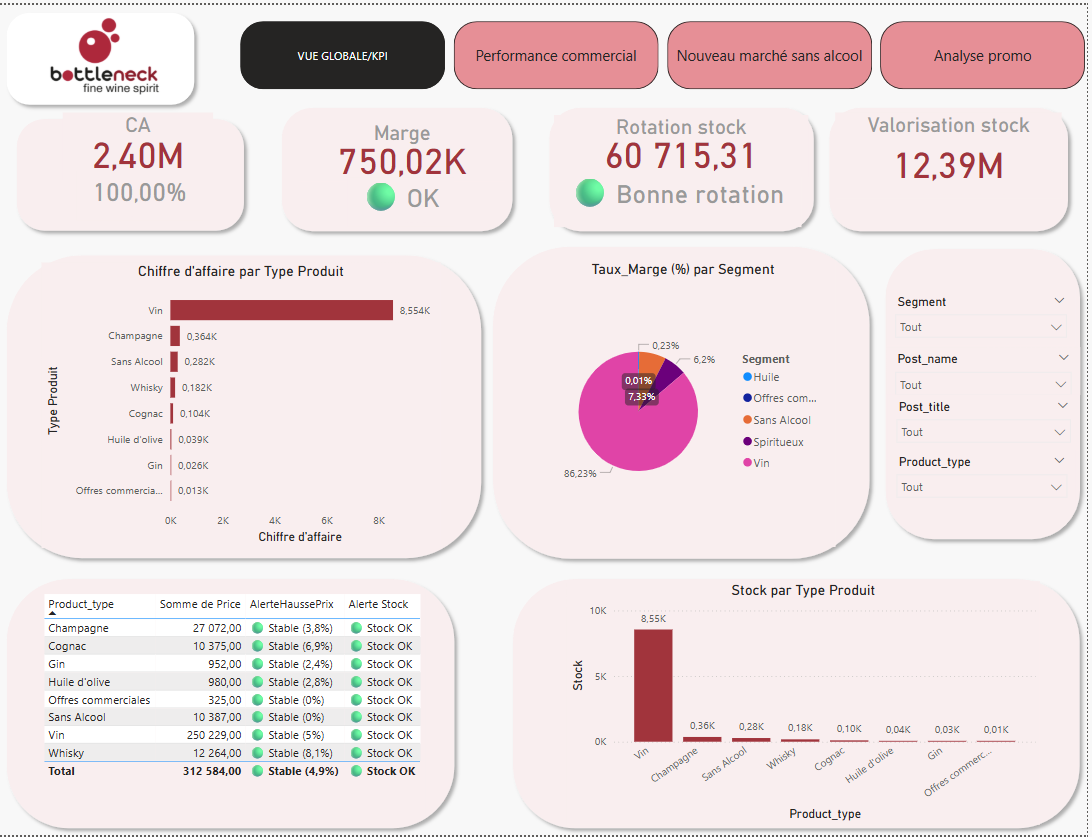 bottleneck
fine wine spirit
VUE GLOBALE/KPI
Performance commercial
Nouveau marché sans alcool
Analyse promo
CA
2,40M
100,00%
Marge
750,02K
OK
Rotation stock
60 715,31
Bonne rotation
Valorisation stock
12,39M
Chiffre d'affaire par Type Produit
Type Produit
Vin 8,554K
Champagne 0,364K
Sans Alcool 0,282K
Whisky 0,182K
Cognac 0,104K
Huile d'olive 0,039K
Gin 0,026K
Offres commercia... 0,013K
0K 2K 4K 6K 8K
Chiffre d'affaire
Taux_Marge (%) par Segment
0,23%
6,2%
0,01%
7,33%
86,23%
Segment
Huile
Offres com...
Sans Alcool
Spiritueux
Vin
Segment
Tout
Post_name
Tout
Post_title
Tout
Product_type
Tout
Product_type Somme de Price AlerteHaussePrix Alerte Stock
Champagne 27 072,00 Stable (3,8%) Stock OK
Cognac 10 375,00 Stable (6,9%) Stock OK
Gin 952,00 Stable (2,4%) Stock OK
Huile d'olive 980,00 Stable (2,8%) Stock OK
Offres commerciales 325,00 Stable (0%) Stock OK
Sans Alcool 10 387,00 Stable (0%) Stock OK
Vin 250 229,00 Stable (5%) Stock OK
Whisky 12 264,00 Stable (8,1%) Stock OK
Total 312 584,00 Stable (4,9%) Stock OK
Stock par Type Produit
Stock
10K
5K
0K
8,55K 0,36K 0,28K 0,18K 0,10K 0,04K 0,03K 0,01K
Vin Champagne Sans Alcool Whisky Cognac Huile d'olive Gin Offres commerc...
Product_type